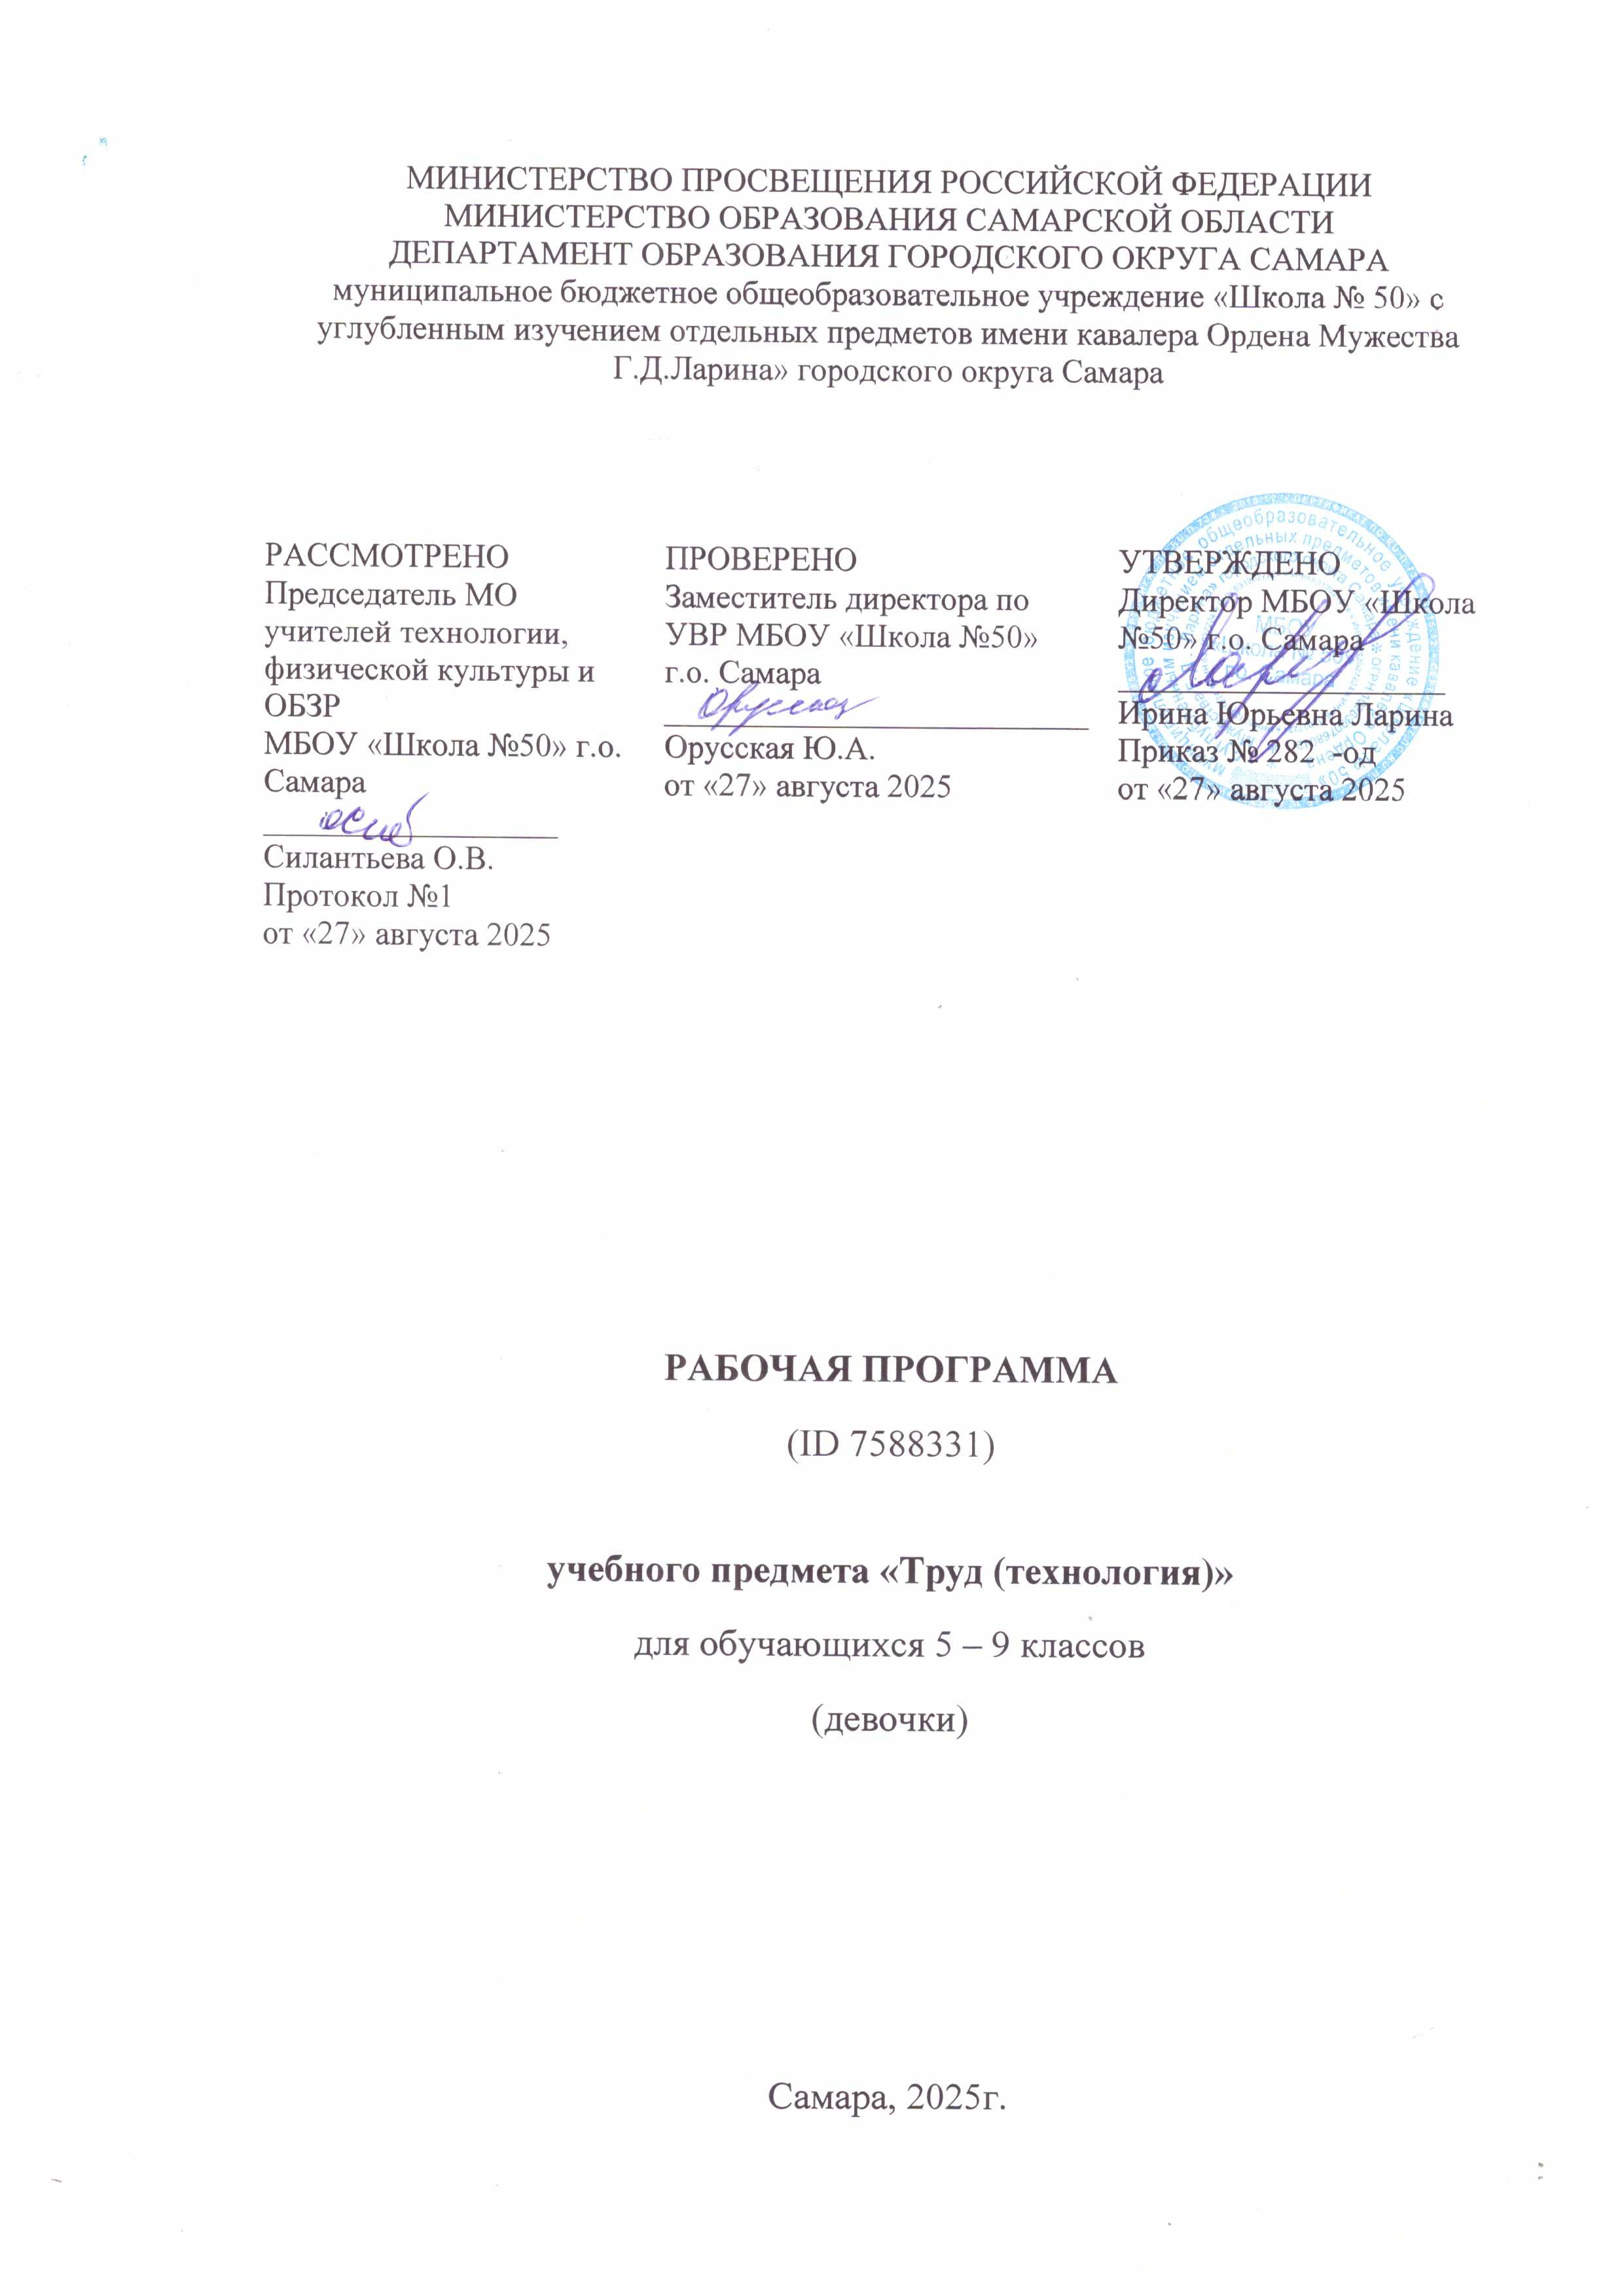 МИНИСТЕРСТВО ПРОСВЕЩЕНИЯ РОССИЙСКОЙ ФЕДЕРАЦИИ
МИНИСТЕРСТВО ОБРАЗОВАНИЯ САМАРСКОЙ ОБЛАСТИ
ДЕПАРТАМЕНТ ОБРАЗОВАНИЯ ГОРОДСКОГО ОКРУГА САМАРА
муниципальное бюджетное общеобразовательное учреждение «Школа № 50» с
углубленным изучением отдельных предметов имени кавалера Ордена Мужества
Г.Д.Ларина» городского округа Самара
РАССМОТРЕНО
Председатель МО
учителей технологии,
физической культуры и
ОБЗР
МБОУ «Школа №50» г.о.
Самара
Силантьева О.В.
Протокол №1
от «27» августа 2025
ПРОВЕРЕНО
Заместитель директора по
УВР МБОУ «Школа №50»
г.о. Самара
Орусская Ю.А.
от «27» августа 2025
УТВЕРЖДЕНО
Директор МБОУ «Школа
№50» г.о. Самара
Ирина Юрьевна Ларина
Приказ № 282 -од
от «27» августа 2025
РАБОЧАЯ ПРОГРАММА
(ID 7588331)
учебного предмета «Труд (технология)»
для обучающихся 5 – 9 классов
(девочки)
Самара, 2025г.